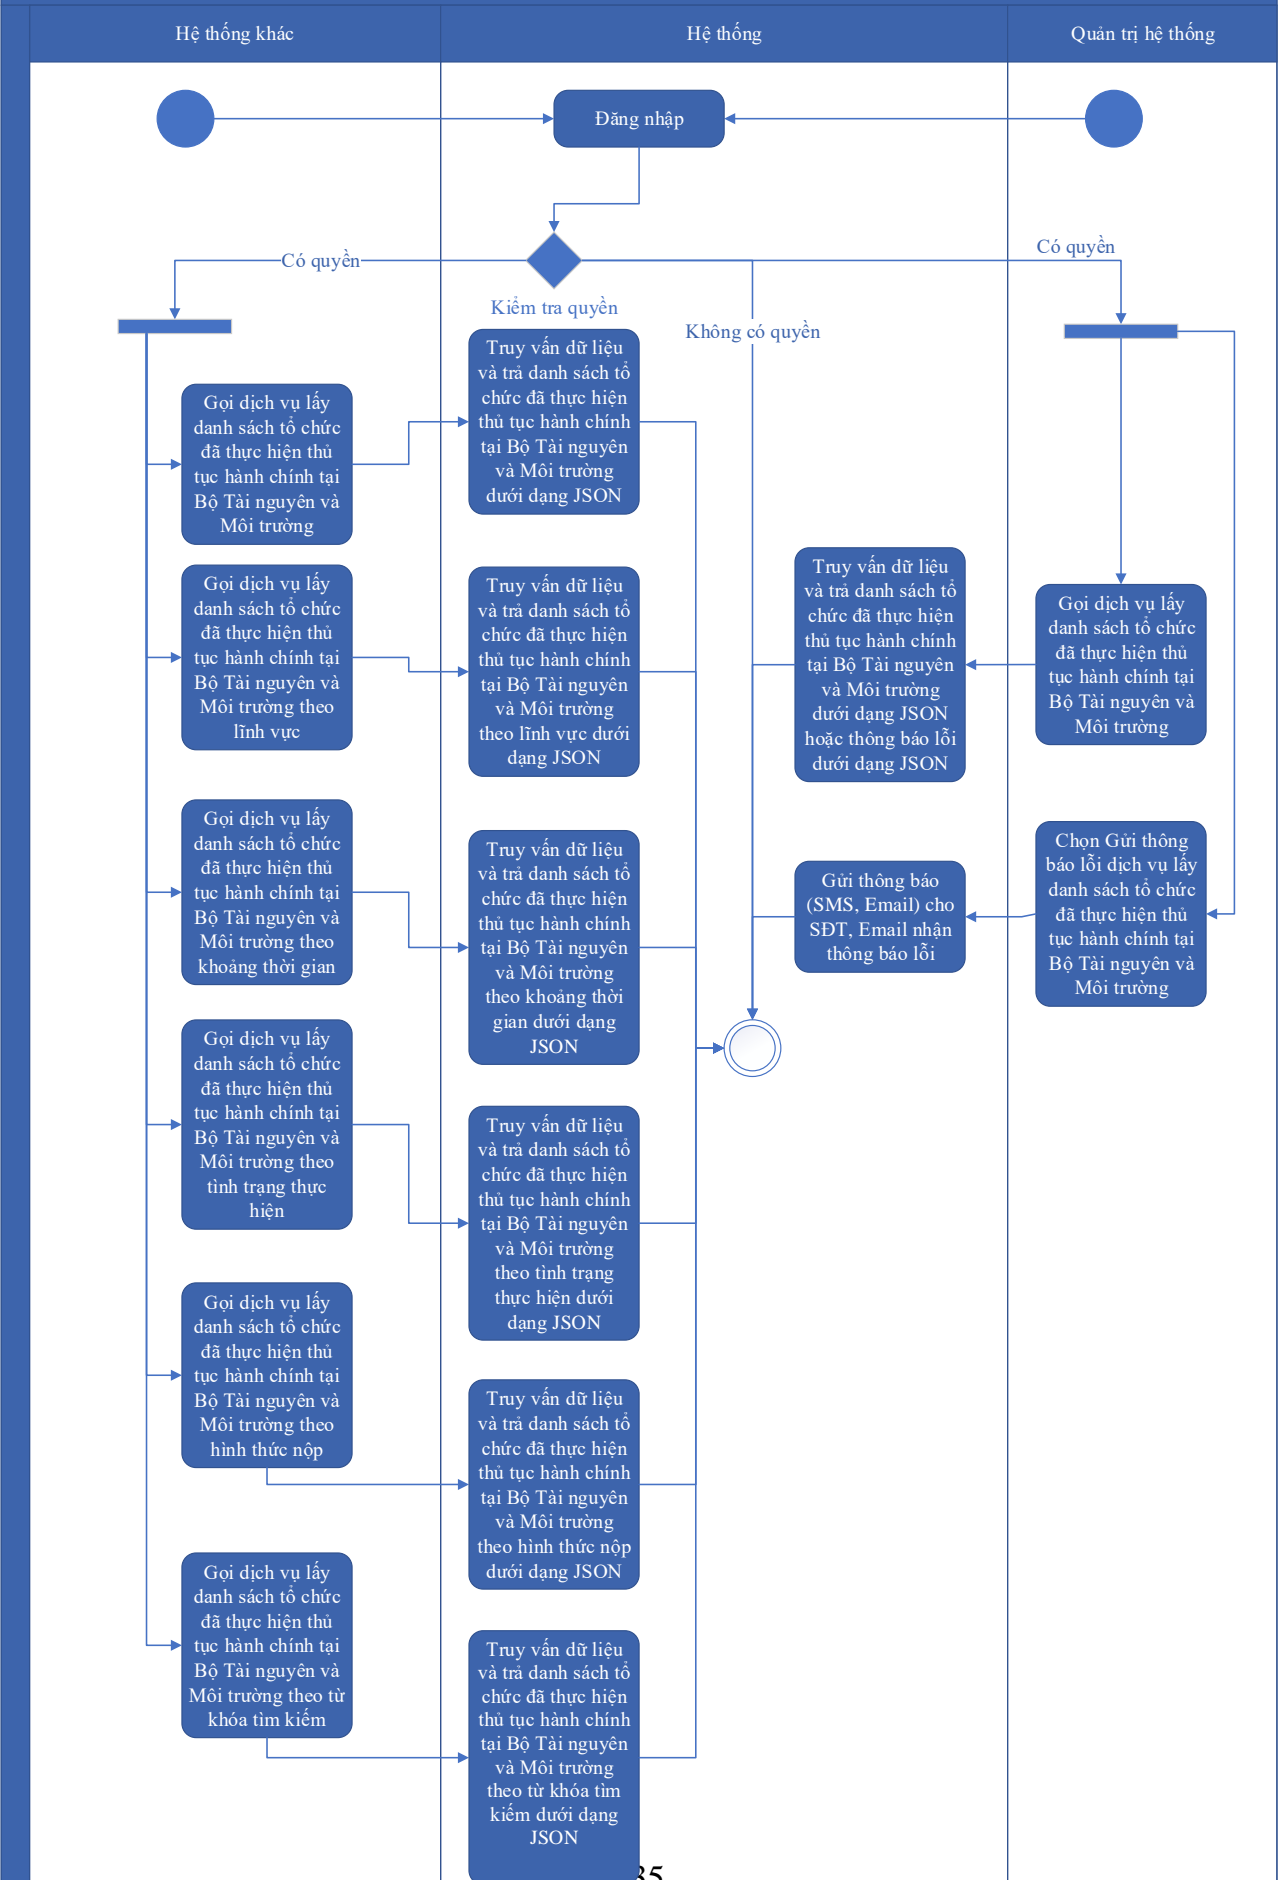 Hệ thống khác
Hệ thống
Quản trị hệ thống
Đăng nhập
Có quyền
Có quyền
Kiểm tra quyền
Không có quyền
Gọi dịch vụ lấy
danh sách tổ chức
đã thực hiện thủ
tục hành chính tại
Bộ Tài nguyên và
Môi trường
Truy vấn dữ liệu
và trả danh sách tổ
chức đã thực hiện
thủ tục hành chính
tại Bộ Tài nguyên
và Môi trường
dưới dạng JSON
Gọi dịch vụ lấy
danh sách tổ chức
đã thực hiện thủ
tục hành chính tại
Bộ Tài nguyên và
Môi trường theo
lĩnh vực
Truy vấn dữ liệu
và trả danh sách tổ
chức đã thực hiện
thủ tục hành chính
tại Bộ Tài nguyên
và Môi trường
theo lĩnh vực dưới
dạng JSON
Truy vấn dữ liệu
và trả danh sách tổ
chức đã thực hiện
thủ tục hành chính
tại Bộ Tài nguyên
và Môi trường
dưới dạng JSON
hoặc thông báo lỗi
dưới dạng JSON
Gọi dịch vụ lấy
danh sách tổ chức
đã thực hiện thủ
tục hành chính tại
Bộ Tài nguyên và
Môi trường
Gọi dịch vụ lấy
danh sách tổ chức
đã thực hiện thủ
tục hành chính tại
Bộ Tài nguyên và
Môi trường theo
khoảng thời gian
Truy vấn dữ liệu
và trả danh sách tổ
chức đã thực hiện
thủ tục hành chính
tại Bộ Tài nguyên
và Môi trường
theo khoảng thời
gian dưới dạng
JSON
Gửi thông báo
(SMS, Email) cho
SĐT, Email nhận
thông báo lỗi
Chọn Gửi thông
báo lỗi dịch vụ lấy
danh sách tổ chức
đã thực hiện thủ
tục hành chính tại
Bộ Tài nguyên và
Môi trường
Gọi dịch vụ lấy
danh sách tổ chức
đã thực hiện thủ
tục hành chính tại
Bộ Tài nguyên và
Môi trường theo
tình trạng thực
hiện
Truy vấn dữ liệu
và trả danh sách tổ
chức đã thực hiện
thủ tục hành chính
tại Bộ Tài nguyên
và Môi trường
theo tình trạng
thực hiện dưới
dạng JSON
Gọi dịch vụ lấy
danh sách tổ chức
đã thực hiện thủ
tục hành chính tại
Bộ Tài nguyên và
Môi trường theo
hình thức nộp
Truy vấn dữ liệu
và trả danh sách tổ
chức đã thực hiện
thủ tục hành chính
tại Bộ Tài nguyên
và Môi trường
theo hình thức nộp
dưới dạng JSON
Gọi dịch vụ lấy
danh sách tổ chức
đã thực hiện thủ
tục hành chính tại
Bộ Tài nguyên và
Môi trường theo từ
khóa tìm kiếm
Truy vấn dữ liệu
và trả danh sách tổ
chức đã thực hiện
thủ tục hành chính
tại Bộ Tài nguyên
và Môi trường
theo từ khóa tìm
kiếm dưới dạng
JSON